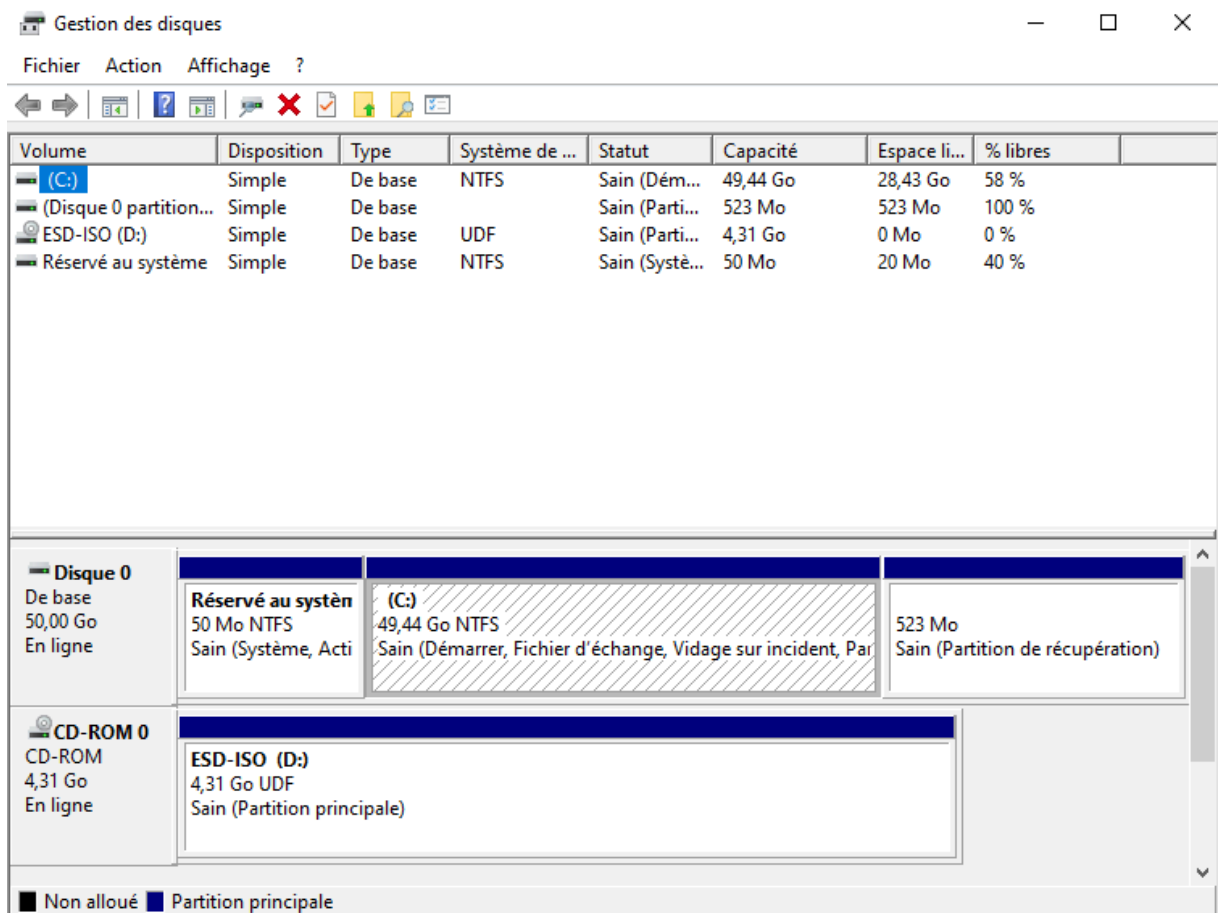 Gestion des disques
Fichier Action Affichage ?
Volume Disposition Type Système de ... Statut Capacité Espace li... % libres
(C:) Simple De base NTFS Sain (Dém... 49,44 Go 28,43 Go 58 %
(Disque 0 partition... Simple De base Sain (Parti... 523 Mo 523 Mo 100 %
ESD-ISO (D:) Simple De base UDF Sain (Parti... 4,31 Go 0 Mo 0 %
Réservé au système Simple De base NTFS Sain (Systè... 50 Mo 20 Mo 40 %
Disque 0
De base
50,00 Go
En ligne
Réservé au systèm
50 Mo NTFS
Sain (Système, Acti
(C:)
49,44 Go NTFS
Sain (Démarrer, Fichier d'échange, Vidage sur incident, Par
523 Mo
Sain (Partition de récupération)
CD-ROM 0
CD-ROM
4,31 Go
En ligne
ESD-ISO (D:)
4,31 Go UDF
Sain (Partition principale)
Non alloué Partition principale